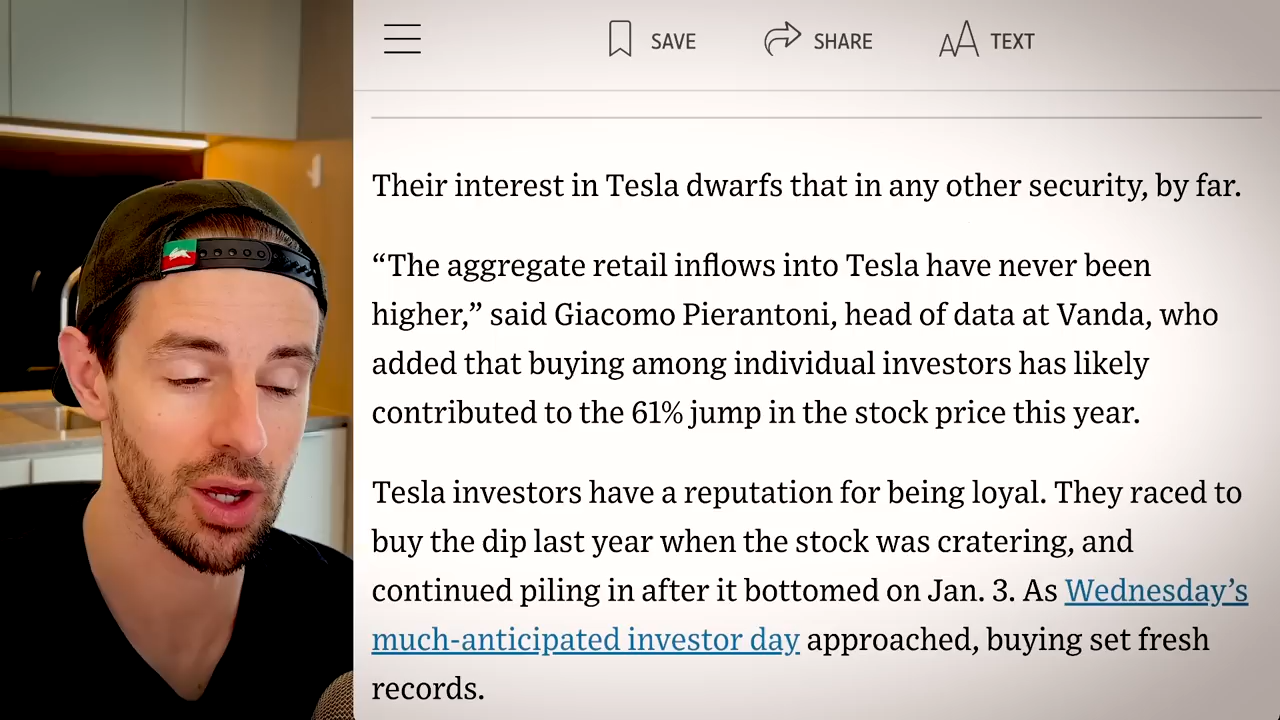 SAVE SHARE TEXT
Their interest in Tesla dwarfs that in any other security, by far.
“The aggregate retail inflows into Tesla have never been
higher,” said Giacomo Pierantoni, head of data at Vanda, who
added that buying among individual investors has likely
contributed to the 61% jump in the stock price this year.
Tesla investors have a reputation for being loyal. They raced to
buy the dip last year when the stock was cratering, and
continued piling in after it bottomed on Jan. 3. As Wednesday’s
much-anticipated investor day approached, buying set fresh
records.